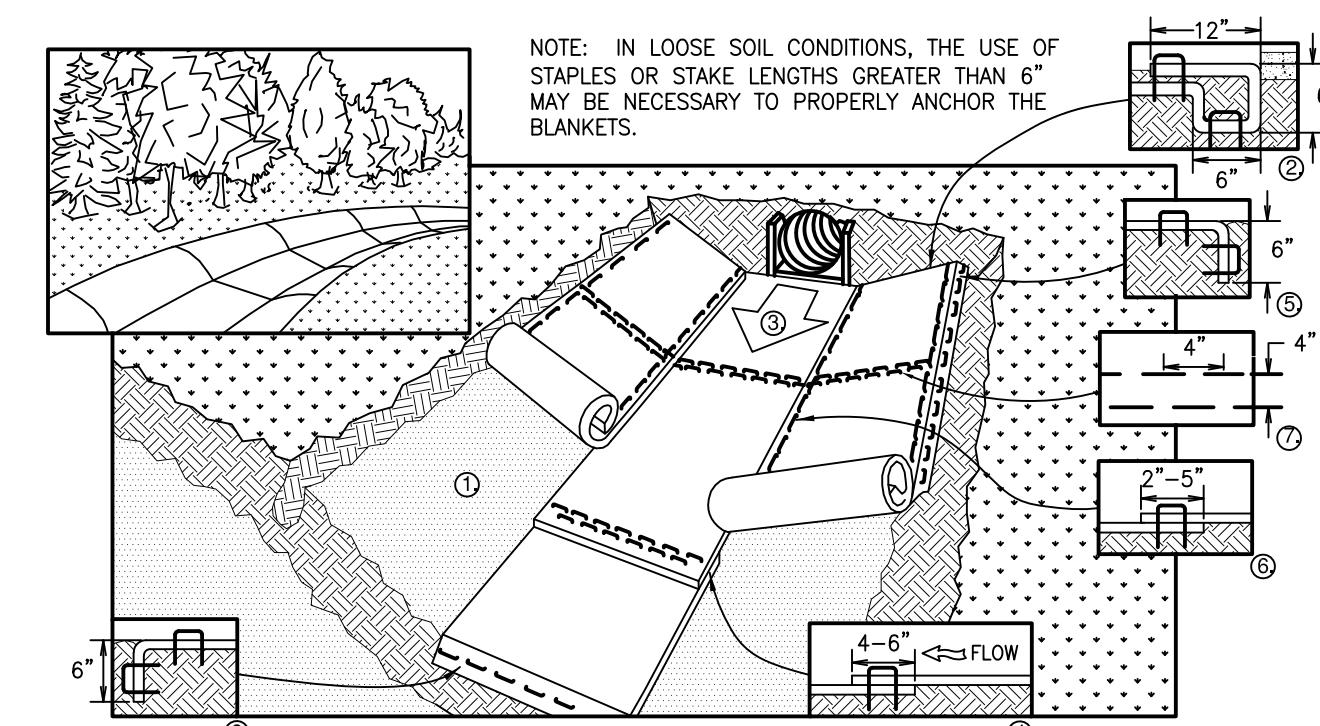 NOTE: IN LOOSE SOIL CONDITIONS, THE USE OF
STAPLES OR STAKE LENGTHS GREATER THAN 6"
MAY BE NECESSARY TO PROPERLY ANCHOR THE
BLANKETS.
12"
6"
2.
6"
5.
3.
4"
4"
7.
1.
2"-5"
6.
6"
4-6"
FLOW